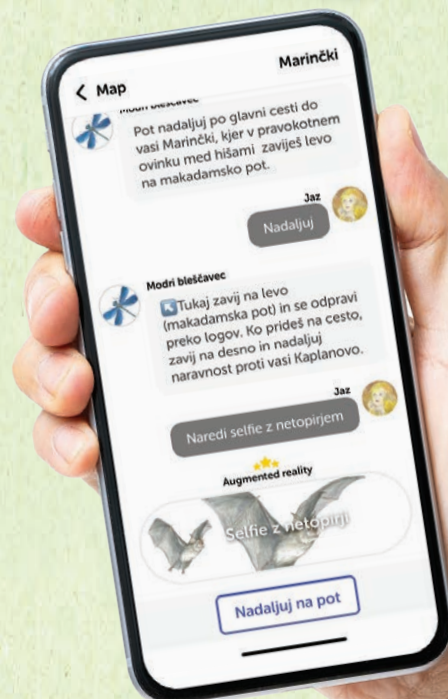 Map
Marinčki
Modri bleščavec
Pot nadaljuj po glavni cesti do
vasi Marinčki, kjer v pravokotnem
ovinku med hišami zaviješ levo
na makadamsko pot.
Jaz
Nadaljuj
Modri bleščavec
Tukaj zavij na levo
(makadamska pot) in se odpravi
preko logov. Ko prideš na cesto,
zavij na desno in nadaljuj
naravnost proti vasi Kaplanovo.
Jaz
Naredi selfie z netopirjem
Augmented reality
Selfie z netopirji
Nadaljuj na pot